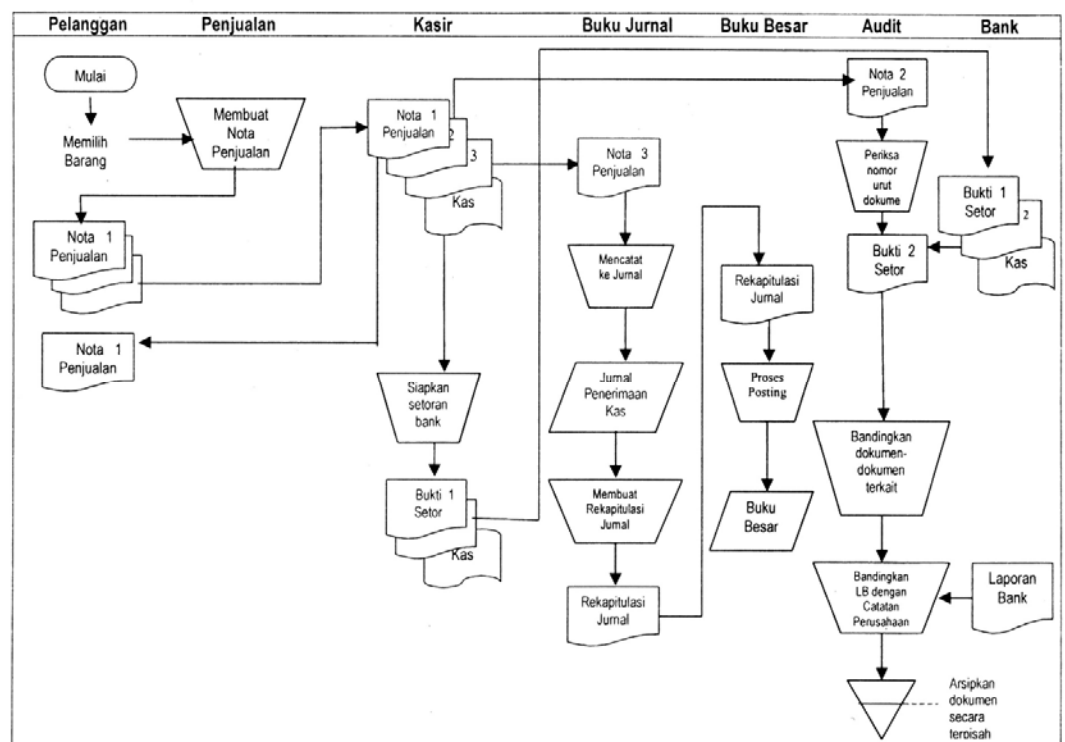 Pelanggan Penjualan Kasir Buku Jurnal Buku Besar Audit Bank
Mulai
Memilih
Barang
Membuat
Nota
Penjualan
Nota 1
Penjualan
Nota 1
Penjualan
Nota 1
Penjualan
2
3
Kas
Siapkan
setoran
bank
Bukti 1
Setor
Kas
Nota 3
Penjualan
Mencatat
ke Jurnal
Jurnal
Penerimaan
Kas
Membuat
Rekapitulasi
Jurnal
Rekapitulasi
Jurnal
Rekapitulasi
Jurnal
Proses
Posting
Buku
Besar
Nota 2
Penjualan
Periksa
nomor
urut
dokume
Bukti 2
Setor
Bandingkan
dokumen-
dokumen
terkait
Bandingkan
LB dengan
Catatan
Perusahaan
Arsipkan
dokumen
secara
terpisah
Bukti 1
Setor
2
Kas
Laporan
Bank